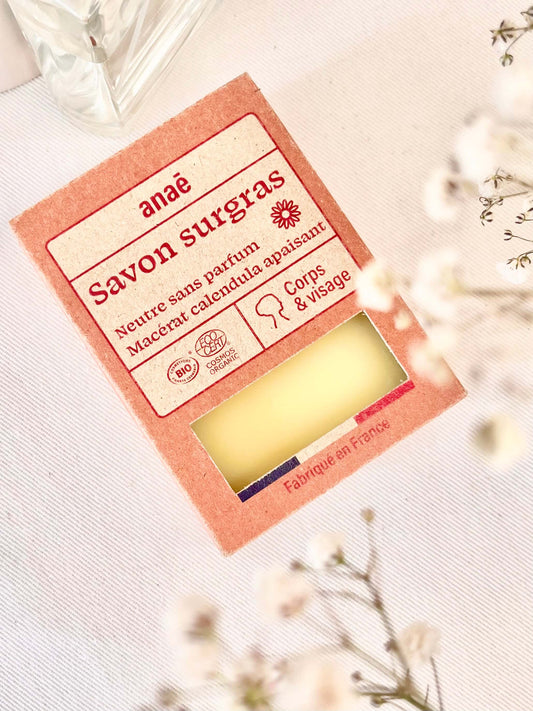 anaé
Savon surgras
Neutre sans parfum
Macérat calendula apaisant
BIO
ECO
CERT
COSMOS
ORGANIC
Corps
& visage
Fabriqué en France